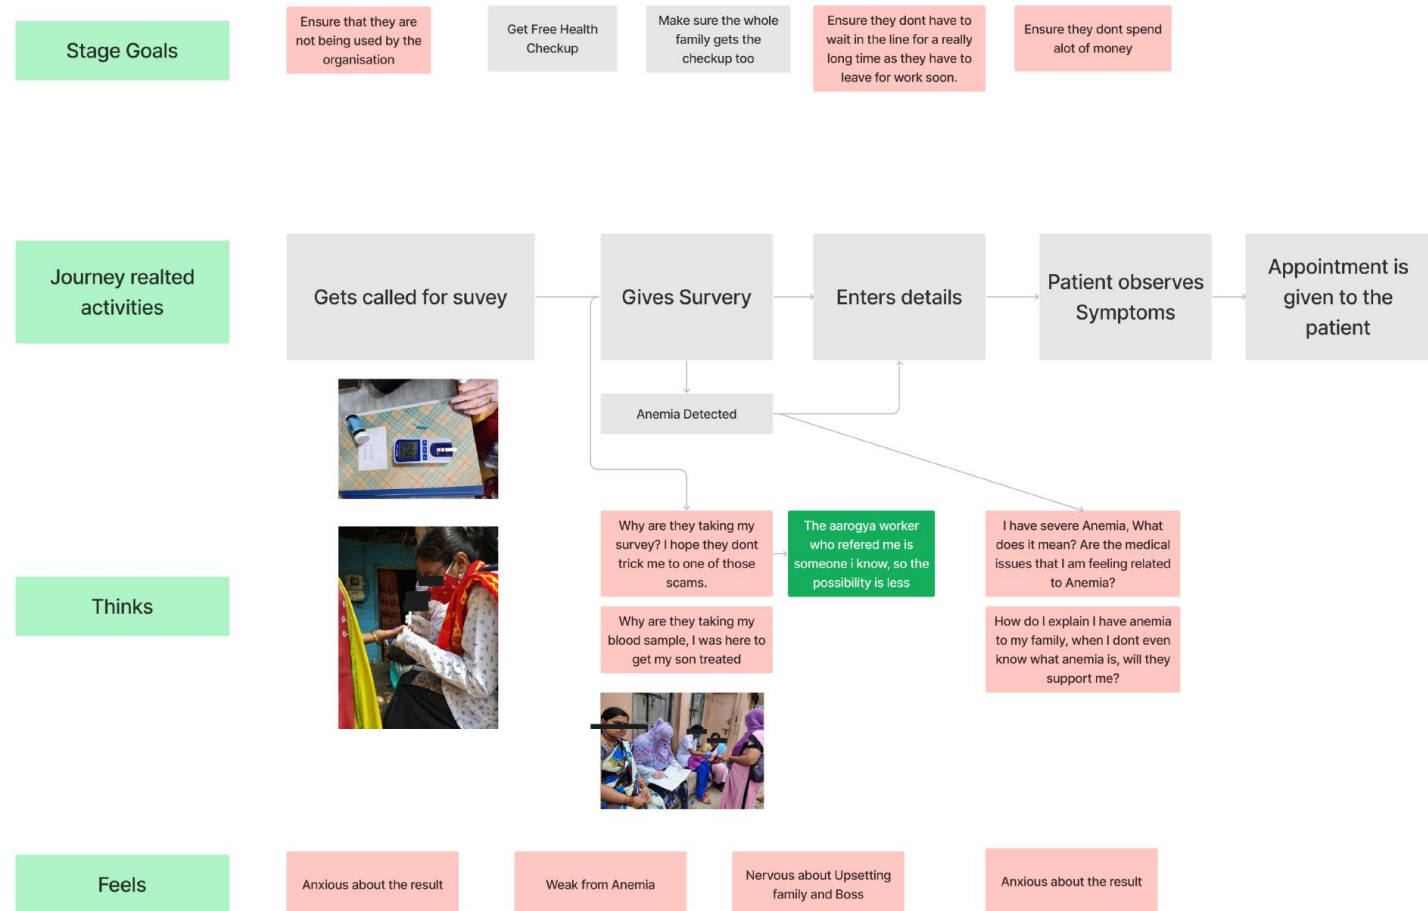 Stage Goals
Ensure that they are
not being used by the
organisation
Get Free Health
Checkup
Make sure the whole
family gets the
checkup too
Ensure they dont have to
wait in the line for a really
long time as they have to
leave for work soon.
Ensure they dont spend
alot of money
Journey realted
activities
Gets called for suvey
Gives Survery
Enters details
Patient observes
Symptoms
Appointment is
given to the
patient
Anemia Detected
Thinks
Why are they taking my
survey? I hope they dont
trick me to one of those
scams.
The aarogya worker
who refered me is
someone i know, so the
possibility is less
I have severe Anemia, What
does it mean? Are the medical
issues that I am feeling related
to Anemia?
Why are they taking my
blood sample, I was here to
get my son treated
How do I explain I have anemia
to my family, when I dont even
know what anemia is, will they
support me?
Feels
Anxious about the result
Weak from Anemia
Nervous about Upsetting
family and Boss
Anxious about the result